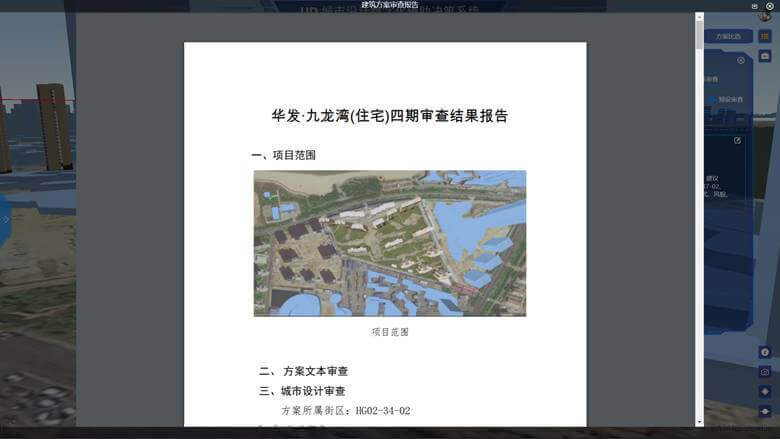 建筑方案审查报告
方案比选
华发·九龙湾(住宅)四期审查结果报告
一、项目范围
项目范围
二、 方案文本审查
三、城市设计审查
方案所属街区：HG02-34-02